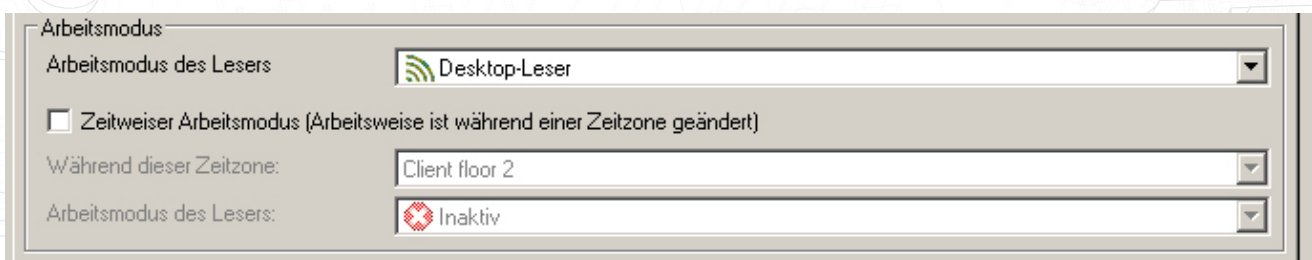 Arbeitsmodus
Arbeitsmodus des Lesers Desktop-Leser
Zeitweiser Arbeitsmodus (Arbeitsweise ist während einer Zeitzone geändert)
Während dieser Zeitzone: Client floor 2
Arbeitsmodus des Lesers: Inaktiv